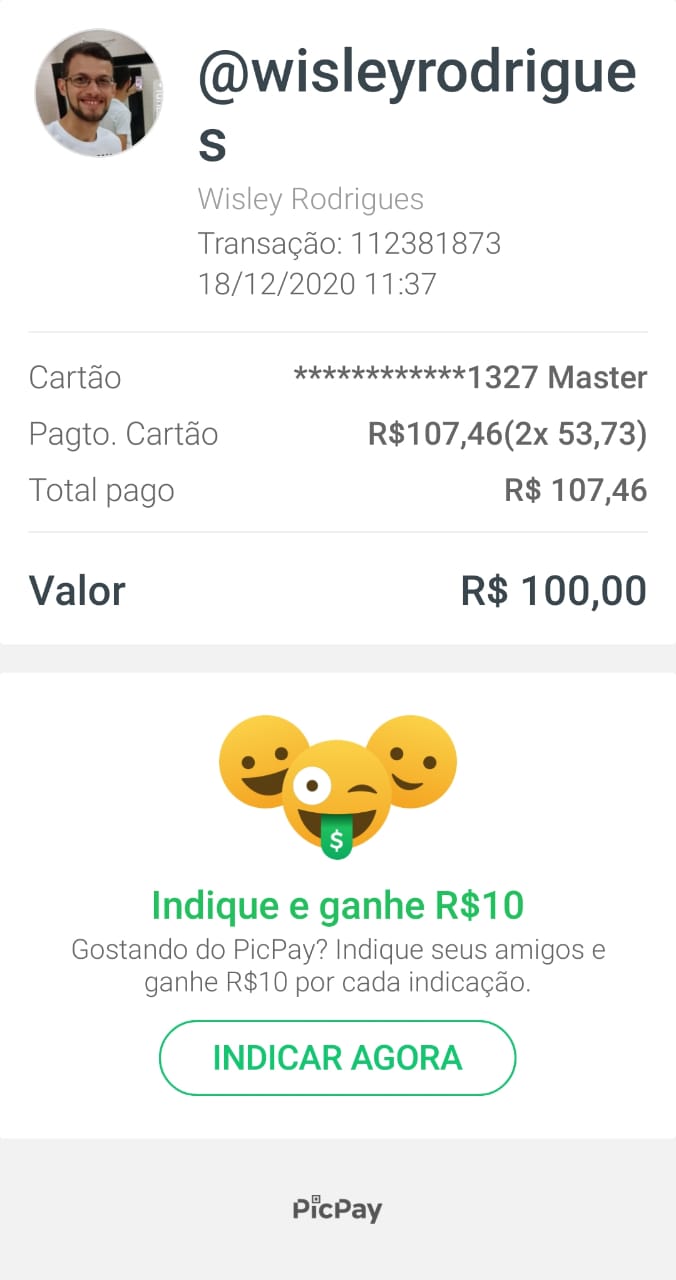 @wisleyrodrigue
s
Wisley Rodrigues
Transação: 112381873
18/12/2020 11:37
Cartão ************1327 Master
Pagto. Cartão R$107,46(2x 53,73)
Total pago R$ 107,46
Valor R$ 100,00
$
Indique e ganhe R$10
Gostando do PicPay? Indique seus amigos e
ganhe R$10 por cada indicação.
INDICAR AGORA
PicPay